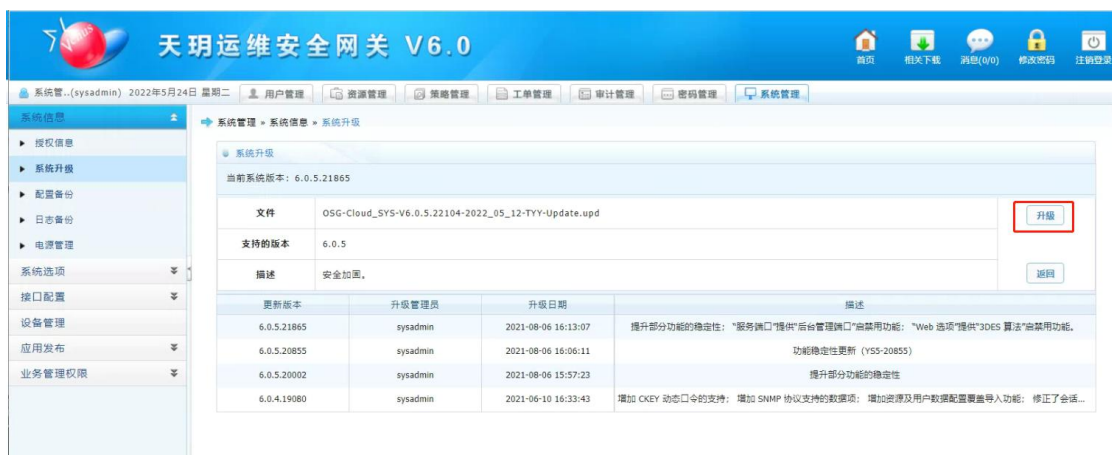 Venus
天玥运维安全网关 V6.0
首页 相关下载 消息(0/0) 修改密码 注销登录
系统管..(sysadmin) 2022年5月24日 星期二 用户管理 资源管理 策略管理 工单管理 审计管理 密码管理 系统管理
系统信息
授权信息
系统升级
配置备份
日志备份
电源管理
系统选项
接口配置
设备管理
应用发布
业务管理权限
系统管理 » 系统信息 » 系统升级
系统升级
当前系统版本: 6.0.5.21865
文件 OSG-Cloud_SYS-V6.0.5.22104-2022_05_12-TYY-Update.upd 升级
支持的版本 6.0.5
描述 安全加固。 返回
更新版本 升级管理员 升级日期 描述
6.0.5.21865 sysadmin 2021-08-06 16:13:07 提升部分功能的稳定性; "服务端口"提供"后台管理端口"启禁用功能; "Web 选项"提供"3DES 算法"启禁用功能。
6.0.5.20855 sysadmin 2021-08-06 16:06:11 功能稳定性更新 (YS5-20855)
6.0.5.20002 sysadmin 2021-08-06 15:57:23 提升部分功能的稳定性
6.0.4.19080 sysadmin 2021-06-10 16:33:43 增加 CKEY 动态口令的支持; 增加 SNMP 协议支持的数据项; 增加资源及用户数据配置覆盖导入功能; 修正了会话...